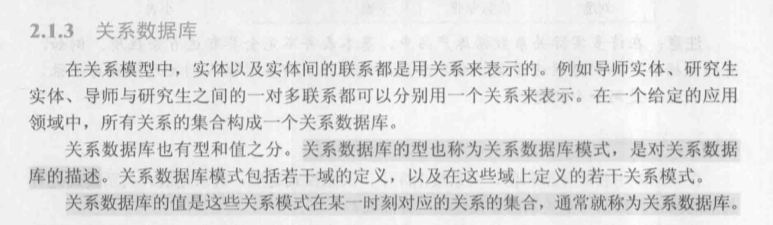 2.1.3 关系数据库
在关系模型中，实体以及实体间的联系都是用关系来表示的。例如导师实体、研究生
实体、导师与研究生之间的一对多联系都可以分别用一个关系来表示。在一个给定的应用
领域中，所有关系的集合构成一个关系数据库。
关系数据库也有型和值之分。关系数据库的型也称为关系数据库模式，是对关系数据
库的描述。关系数据库模式包括若干域的定义，以及在这些域上定义的若干关系模式。
关系数据库的值是这些关系模式在某一时刻对应的关系的集合，通常就称为关系数据库。